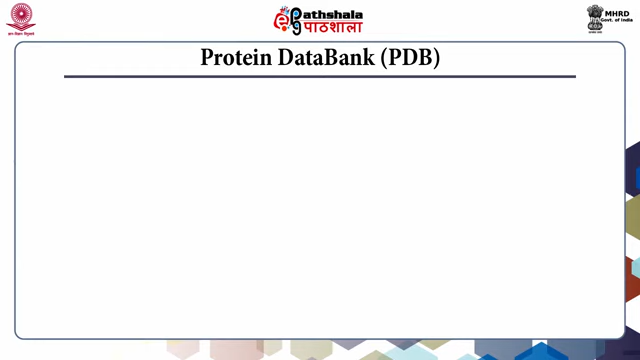 ePathshala
पाठशाला
MHRD
Govt. of India
Protein DataBank (PDB)